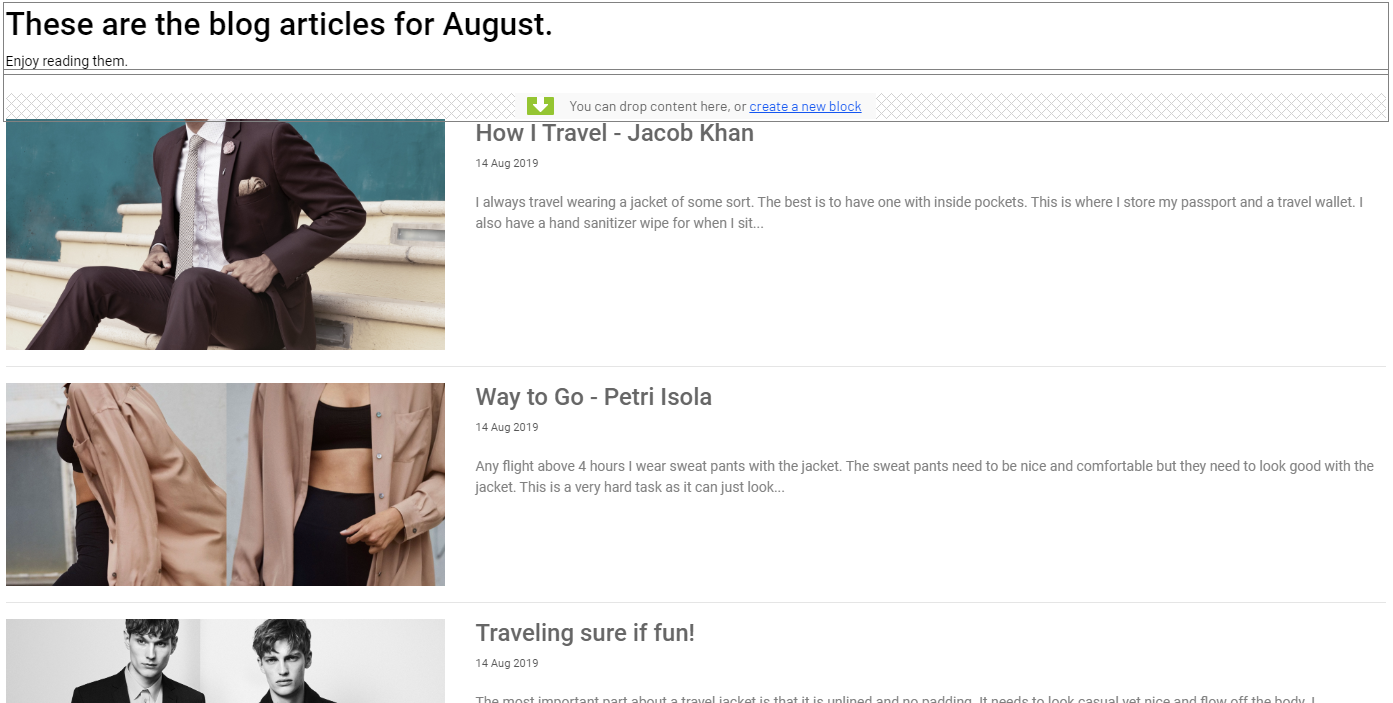 These are the blog articles for August.
Enjoy reading them.
You can drop content here, or create a new block
How I Travel - Jacob Khan
14 Aug 2019
I always travel wearing a jacket of some sort. The best is to have one with inside pockets. This is where I store my passport and a travel wallet. I
also have a hand sanitizer wipe for when I sit...
Way to Go - Petri Isola
14 Aug 2019
Any flight above 4 hours I wear sweat pants with the jacket. The sweat pants need to be nice and comfortable but they need to look good with the
jacket. This is a very hard task as it can just look...
Traveling sure if fun!
14 Aug 2019
The most important part about a travel jacket is that it is unlined and no padding. It needs to look casual yet nice and flow off the body. I